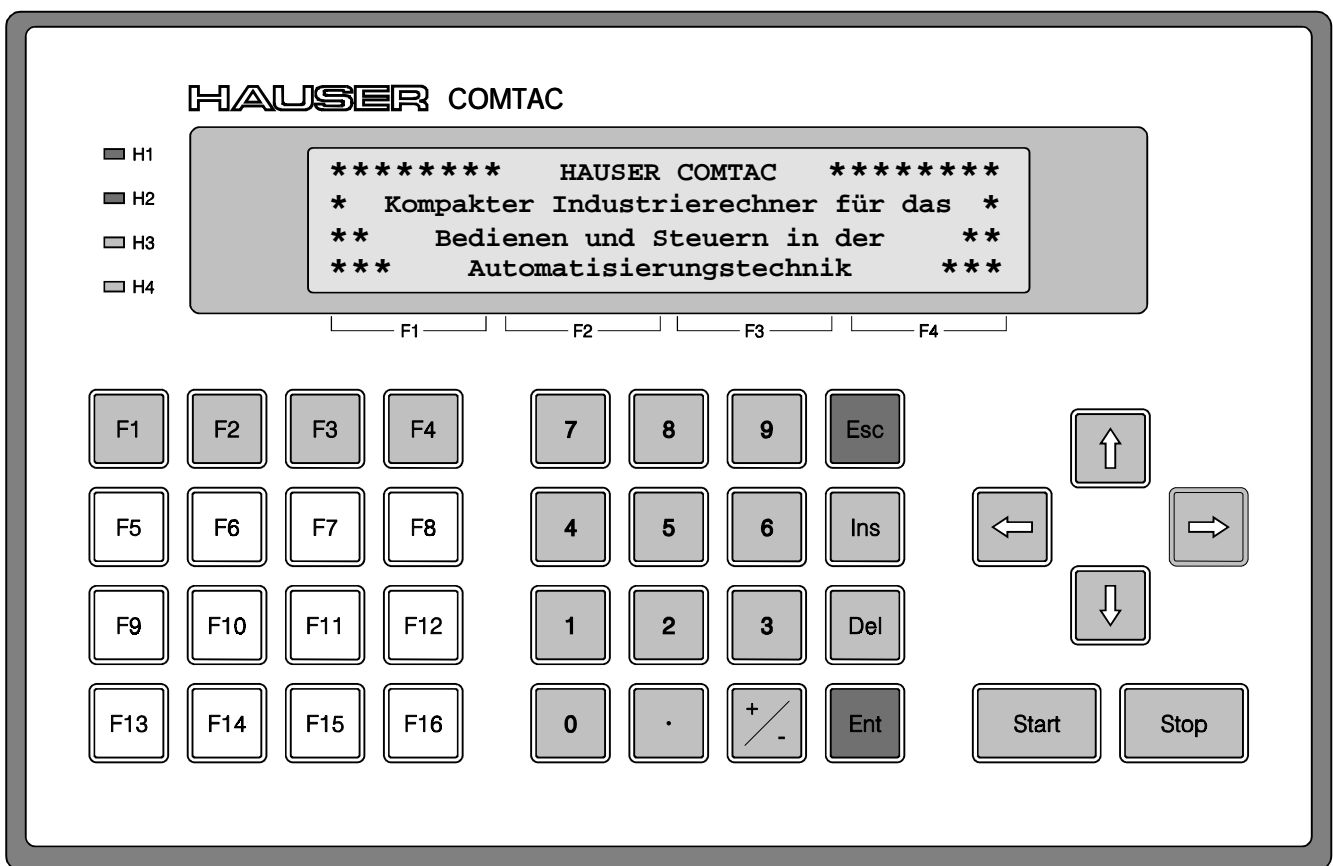 HAUSER COMTAC
H1
H2
H3
H4
******** HAUSER COMTAC ********
* Kompakter Industrierechner für das *
** Bedienen und Steuern in der **
*** Automatisierungstechnik ***
F1 F2 F3 F4
F1 F2 F3 F4 7 8 9 Esc
F5 F6 F7 F8 4 5 6 Ins
F9 F10 F11 F12 1 2 3 Del
F13 F14 F15 F16 0 . +/- Ent Start Stop